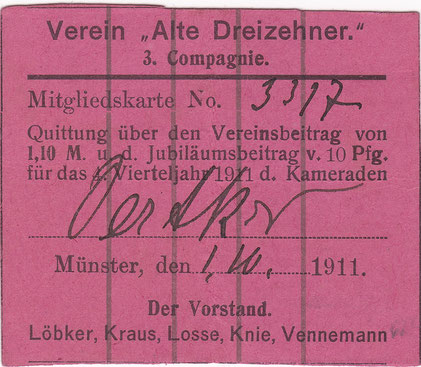 Verein „Alte Dreizehner."
3. Compagnie.
Mitgliedskarte No. 3317
Quittung über den Vereinsbeitrag von
1,10 M. u. d. Jubiläumsbeitrag v. 10 Pfg.
für das 4. Vierteljahr 1911 d. Kameraden
Münster, den 1.10. 1911.
Der Vorstand.
Löbker, Kraus, Losse, Knie, Vennemann